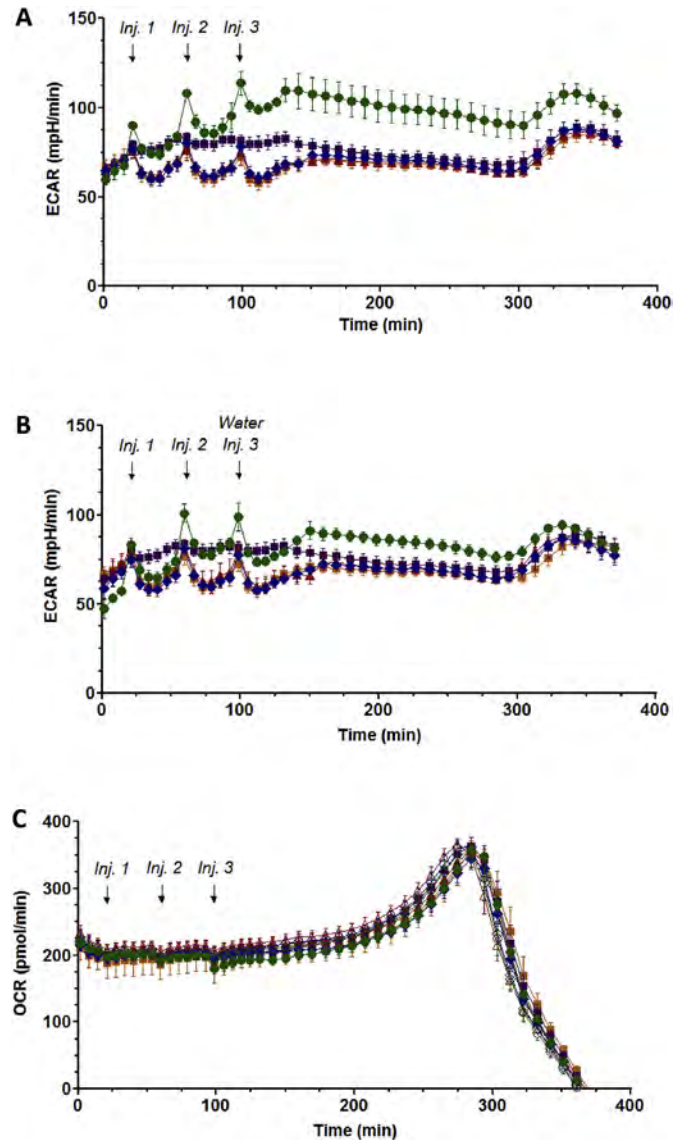 A
Inj. 1 Inj. 2 Inj. 3
150
100
50
0
ECAR (mpH/min)
0 100 200 300 400
Time (min)
B
Water
Inj. 1 Inj. 2 Inj. 3
150
100
50
0
ECAR (mpH/min)
0 100 200 300 400
Time (min)
C
Inj. 1 Inj. 2 Inj. 3
400
300
200
100
0
OCR (pmol/min)
0 100 200 300 400
Time (min)